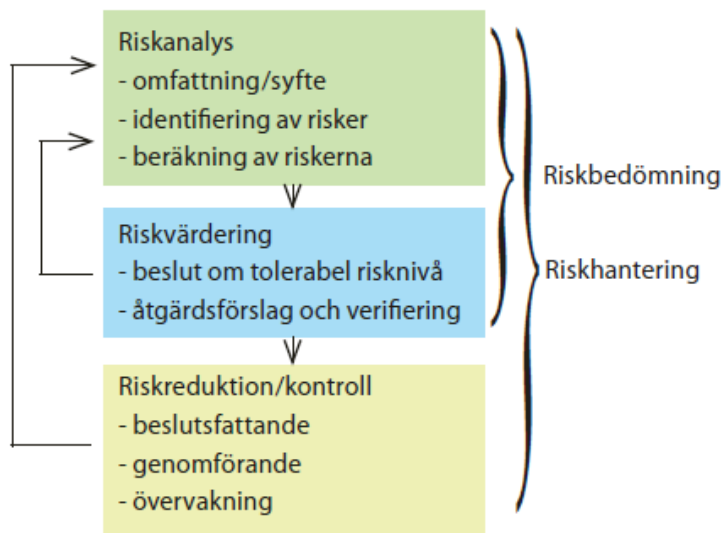 Riskanalys
- omfattning/syfte
- identifiering av risker
- beräkning av riskerna
Riskvärdering
- beslut om tolerabel risknivå
- åtgärdsförslag och verifiering
Riskreduktion/kontroll
- beslutsfattande
- genomförande
- övervakning
Riskbedömning
Riskhantering